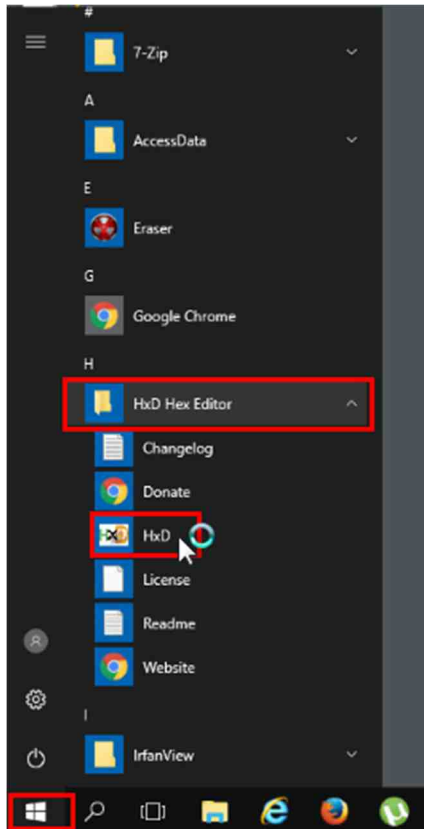 #
7-Zip
A
AccessData
E
Eraser
G
Google Chrome
H
HxD Hex Editor
Changelog
Donate
HxD
License
Readme
Website
I
IrfanView